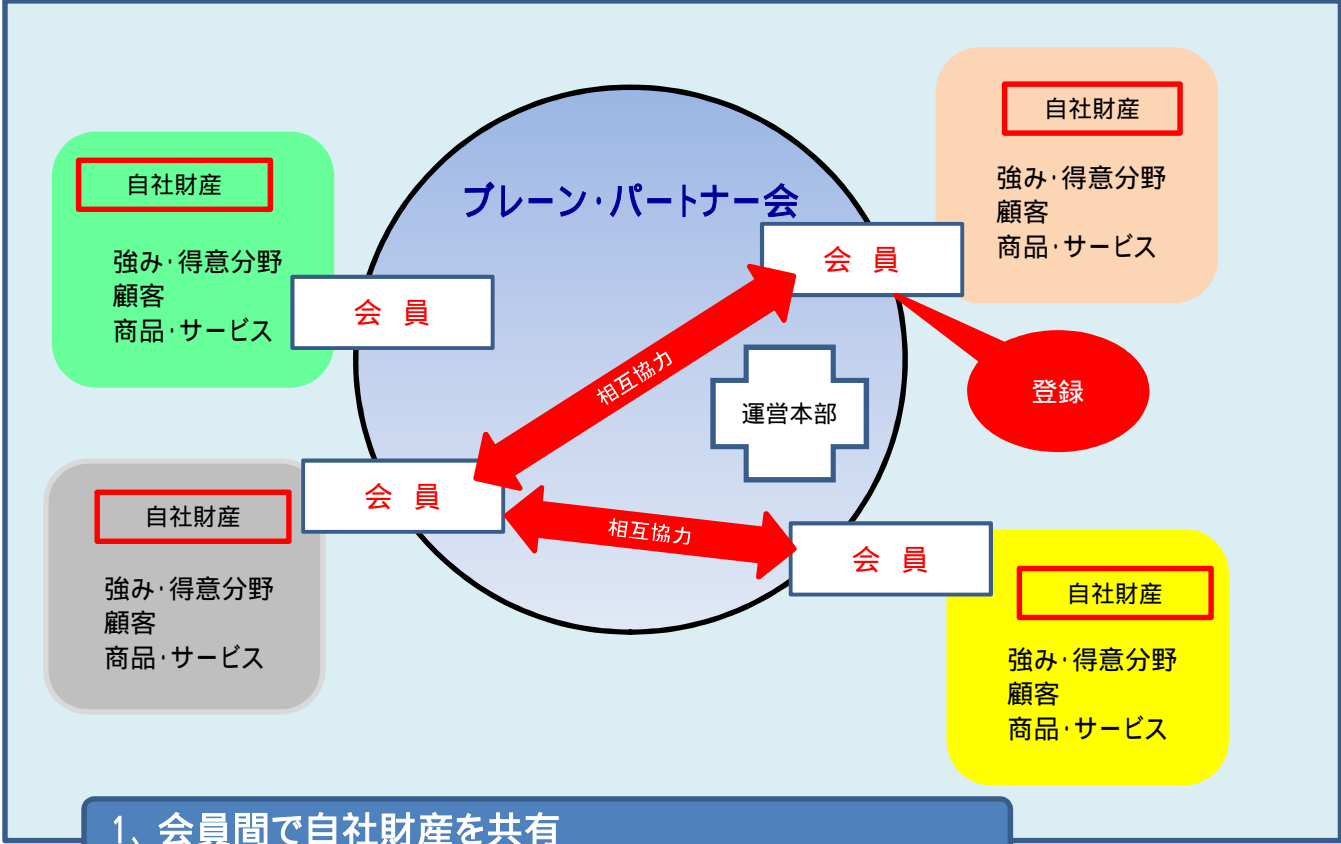 ブレーン・パートナー会
自社財産
強み・得意分野
顧客
商品・サービス
会 員
自社財産
強み・得意分野
顧客
商品・サービス
会 員
相互協力
運営本部
登録
自社財産
強み・得意分野
顧客
商品・サービス
会 員
相互協力
会 員
自社財産
強み・得意分野
顧客
商品・サービス
1、会員間で自社財産を共有